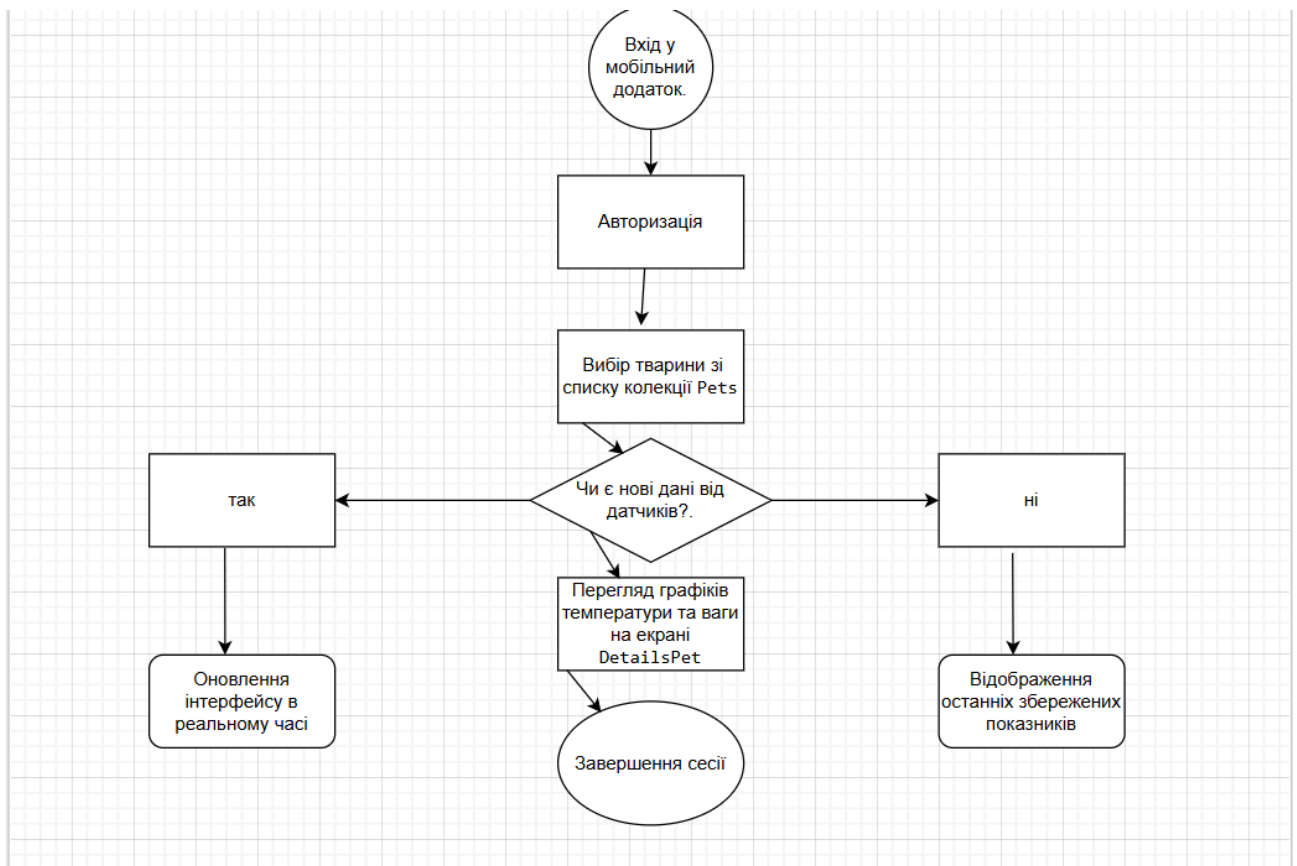 Вхід у
мобільний
додаток.
Авторизація
Вибір тварини зі
списку колекції Pets
Чи є нові дані від
датчиків?.
так
ні
Перегляд графіків
температури та ваги
на екрані
DetailsPet
Оновлення
інтерфейсу в
реальному часі
Відображення
останніх збережених
показників
Завершення сесії